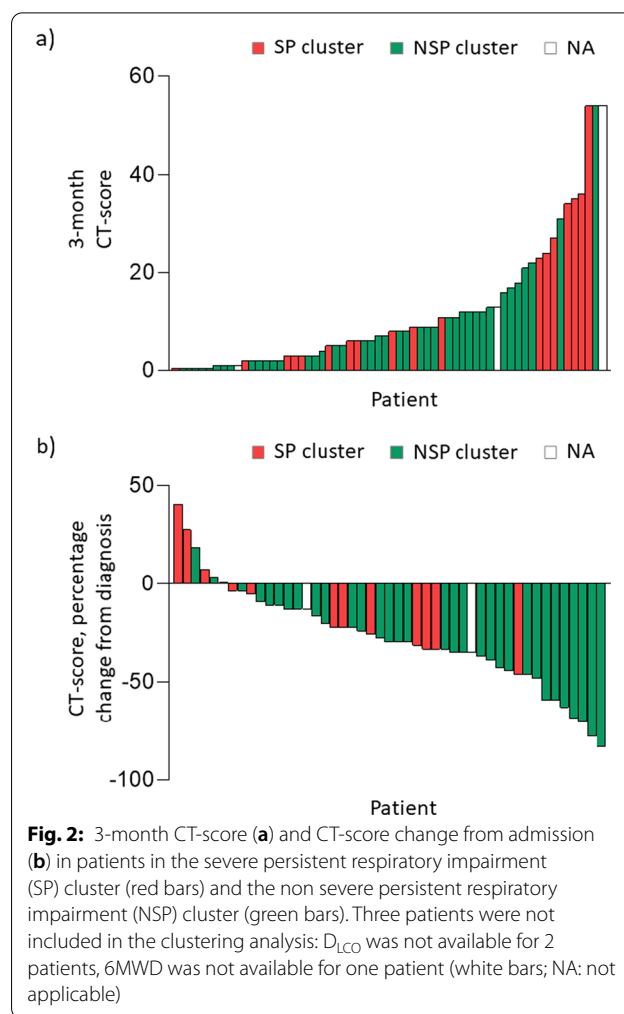 a)
SP cluster NSP cluster NA
60
40
20
0
3-month
CT-score
Patient
b)
SP cluster NSP cluster NA
50
0
-50
-100
CT-score, percentage
change from diagnosis
Patient
Fig. 2: 3-month CT-score (a) and CT-score change from admission
(b) in patients in the severe persistent respiratory impairment
(SP) cluster (red bars) and the non severe persistent respiratory
impairment (NSP) cluster (green bars). Three patients were not
included in the clustering analysis: DLCO was not available for 2
patients, 6MWD was not available for one patient (white bars; NA: not
applicable)